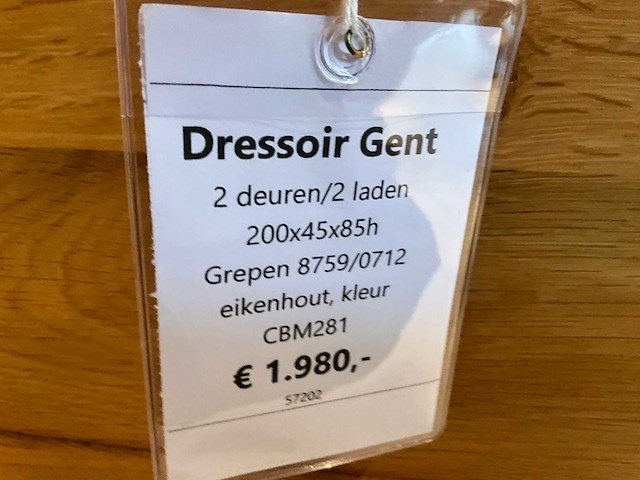 Dressoir Gent
2 deuren/2 laden
200x45x85h
Grepen 8759/0712
eikenhout, kleur
CBM281
€ 1.980,-
57202